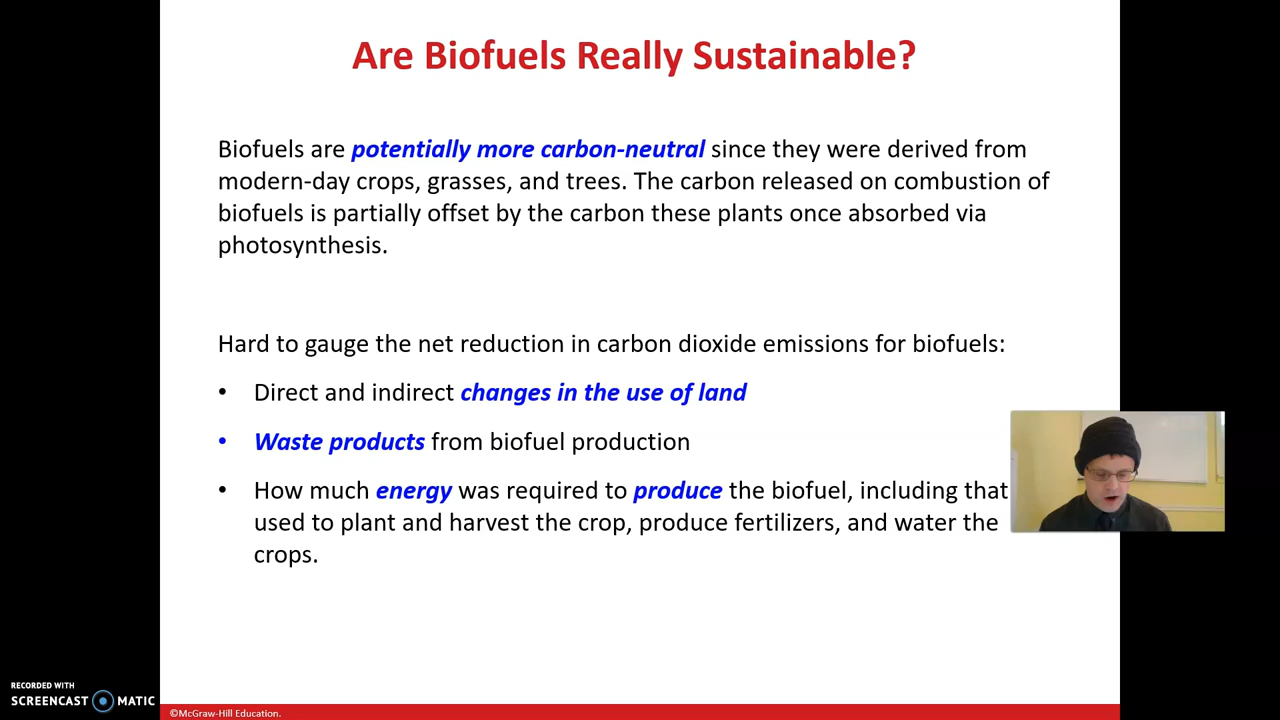 Are Biofuels Really Sustainable?
Biofuels are potentially more carbon-neutral since they were derived from
modern-day crops, grasses, and trees. The carbon released on combustion of
biofuels is partially offset by the carbon these plants once absorbed via
photosynthesis.
Hard to gauge the net reduction in carbon dioxide emissions for biofuels:
• Direct and indirect changes in the use of land
• Waste products from biofuel production
• How much energy was required to produce the biofuel, including that
used to plant and harvest the crop, produce fertilizers, and water the
crops.
RECORDED WITH
SCREENCAST MATIC
©McGraw-Hill Education.